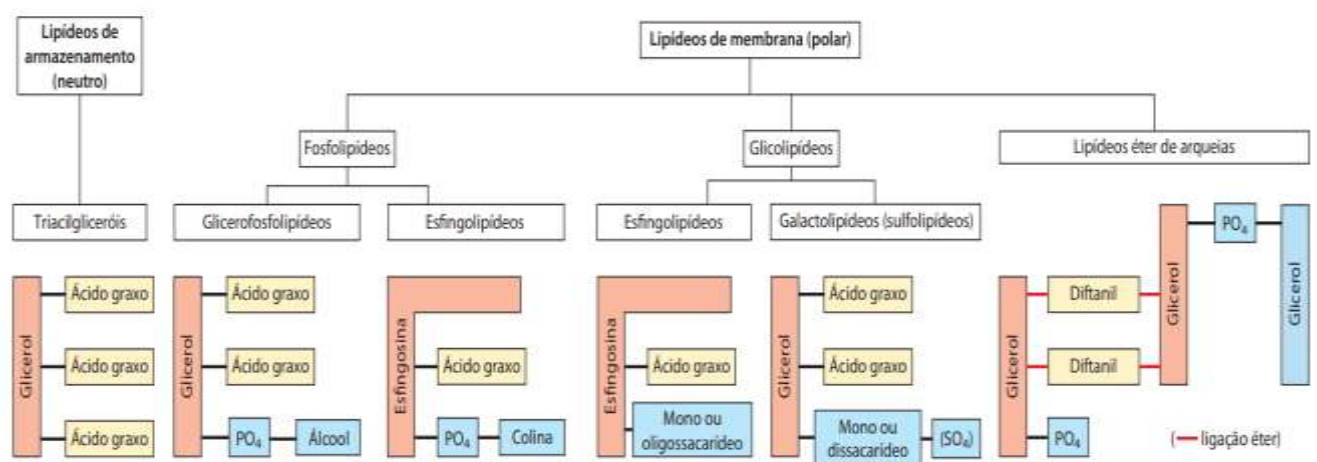 Lipídeos de
armazenamento
(neutro)
Lipídeos de membrana (polar)
Fosfolipídeos
Glicolipídeos
Lipídeos éter de arqueias
Triacilgliceróis
Glicerofosfolipídeos
Esfingolipídeos
Esfingolipídeos
Galactolipídeos (sulfolipídeos)
Glicerol
Ácido graxo
Ácido graxo
Ácido graxo
Glicerol
Ácido graxo
Ácido graxo
PO₄
Álcool
Esfingosina
Ácido graxo
PO₄
Colina
Esfingosina
Ácido graxo
Mono ou
oligossacarídeo
Glicerol
Ácido graxo
Ácido graxo
Mono ou
dissacarídeo
(SO₄)
Glicerol
Diftanil
Diftanil
PO₄
Glicerol
PO₄
Glicerol
( ligação éter)